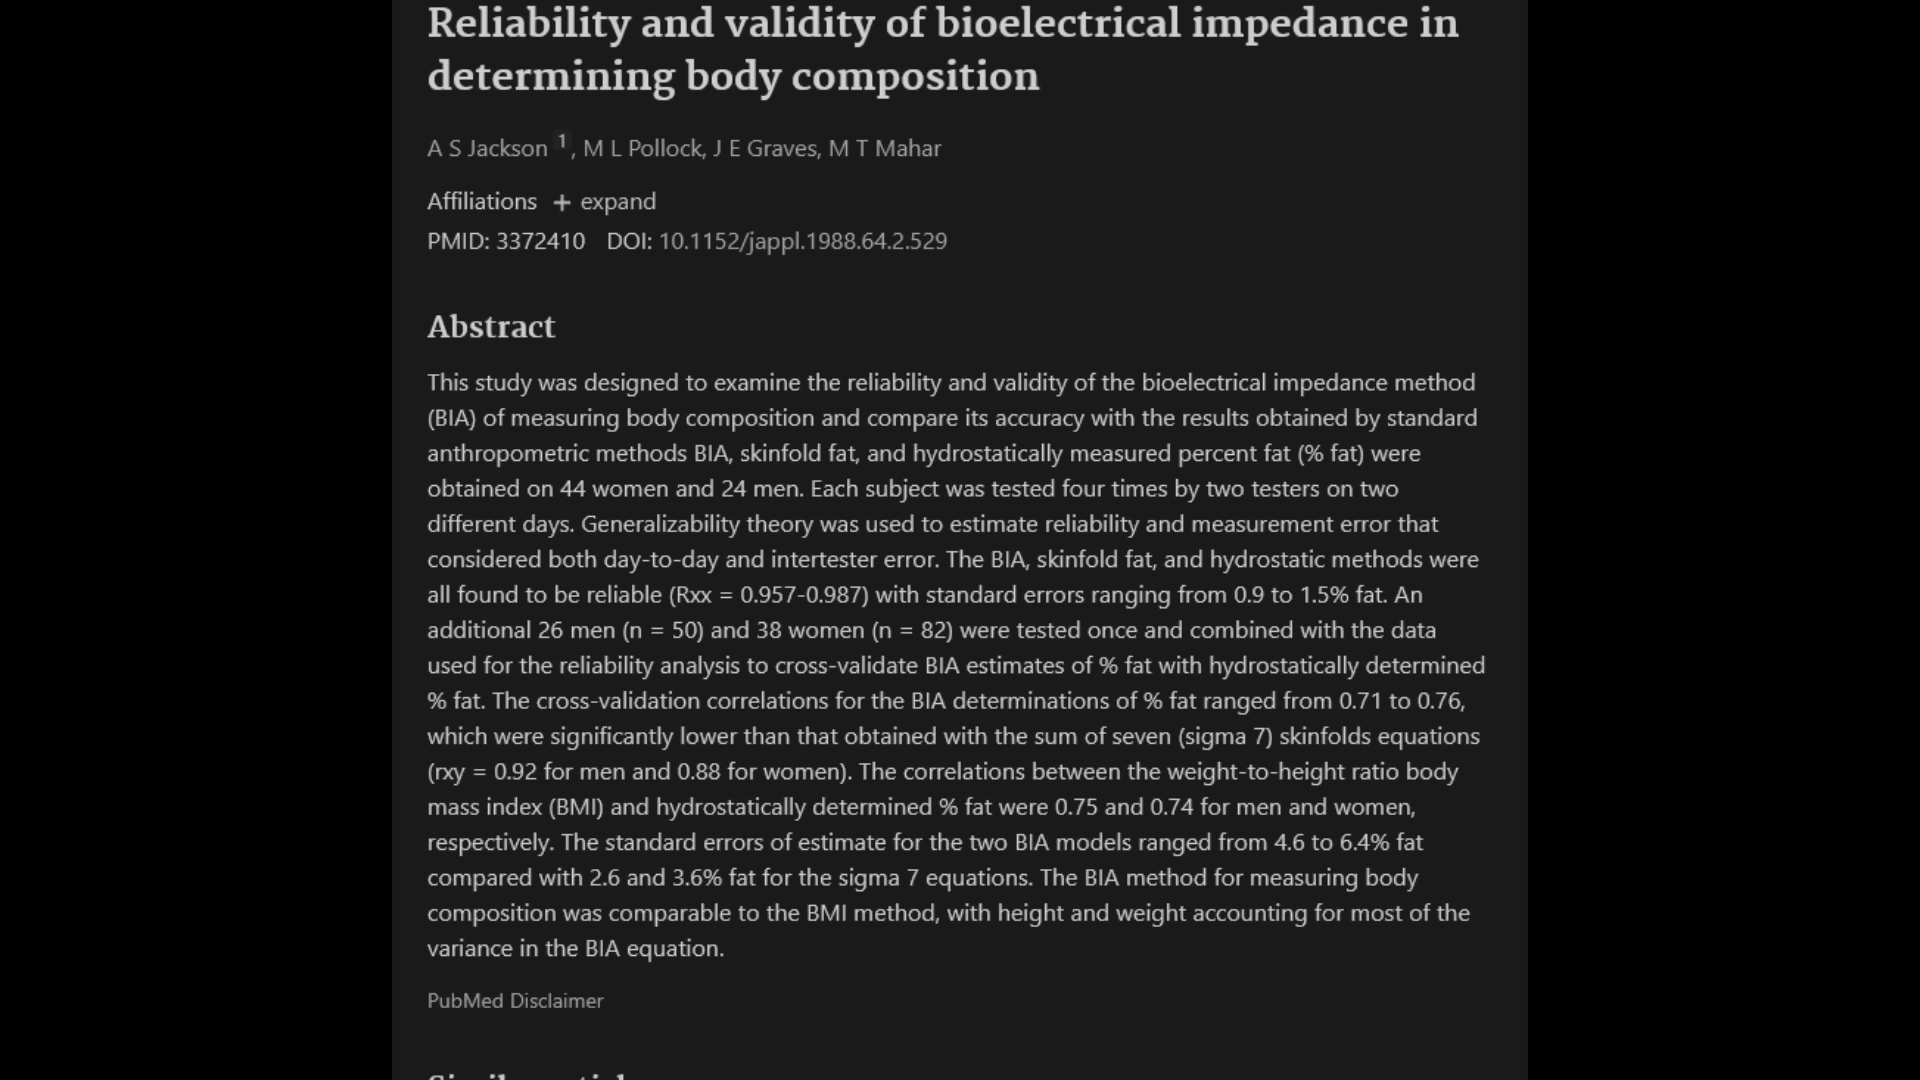 Reliability and validity of bioelectrical impedance in
determining body composition
A S Jackson 1, M L Pollock, J E Graves, M T Mahar
Affiliations + expand
PMID: 3372410 DOI: 10.1152/jappl.1988.64.2.529
Abstract
This study was designed to examine the reliability and validity of the bioelectrical impedance method
(BIA) of measuring body composition and compare its accuracy with the results obtained by standard
anthropometric methods BIA, skinfold fat, and hydrostatically measured percent fat (% fat) were
obtained on 44 women and 24 men. Each subject was tested four times by two testers on two
different days. Generalizability theory was used to estimate reliability and measurement error that
considered both day-to-day and intertester error. The BIA, skinfold fat, and hydrostatic methods were
all found to be reliable (Rxx = 0.957-0.987) with standard errors ranging from 0.9 to 1.5% fat. An
additional 26 men (n = 50) and 38 women (n = 82) were tested once and combined with the data
used for the reliability analysis to cross-validate BIA estimates of % fat with hydrostatically determined
% fat. The cross-validation correlations for the BIA determinations of % fat ranged from 0.71 to 0.76,
which were significantly lower than that obtained with the sum of seven (sigma 7) skinfolds equations
(rxy = 0.92 for men and 0.88 for women). The correlations between the weight-to-height ratio body
mass index (BMI) and hydrostatically determined % fat were 0.75 and 0.74 for men and women,
respectively. The standard errors of estimate for the two BIA models ranged from 4.6 to 6.4% fat
compared with 2.6 and 3.6% fat for the sigma 7 equations. The BIA method for measuring body
composition was comparable to the BMI method, with height and weight accounting for most of the
variance in the BIA equation.
PubMed Disclaimer